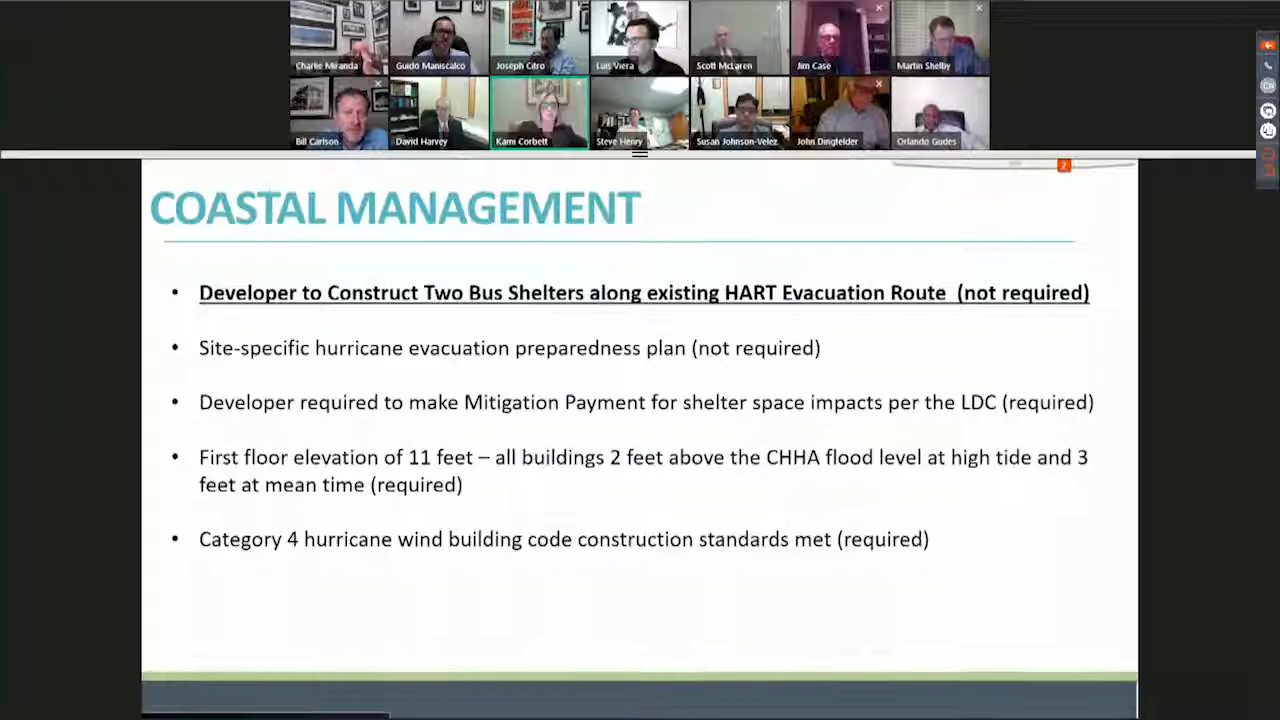 Charlie Miranda
Guido Maniscalco
Joseph Citro
Luis Viera
Scott McLaren
Jim Case
Martin Shelby
Bill Carlson
David Harvey
Kami Corbett
Steve Henry
Susan Johnson-Velez
John Dingfelder
Orlando Gudes
2
COASTAL MANAGEMENT
• Developer to Construct Two Bus Shelters along existing HART Evacuation Route (not required)
• Site-specific hurricane evacuation preparedness plan (not required)
• Developer required to make Mitigation Payment for shelter space impacts per the LDC (required)
• First floor elevation of 11 feet – all buildings 2 feet above the CHHA flood level at high tide and 3
feet at mean time (required)
• Category 4 hurricane wind building code construction standards met (required)